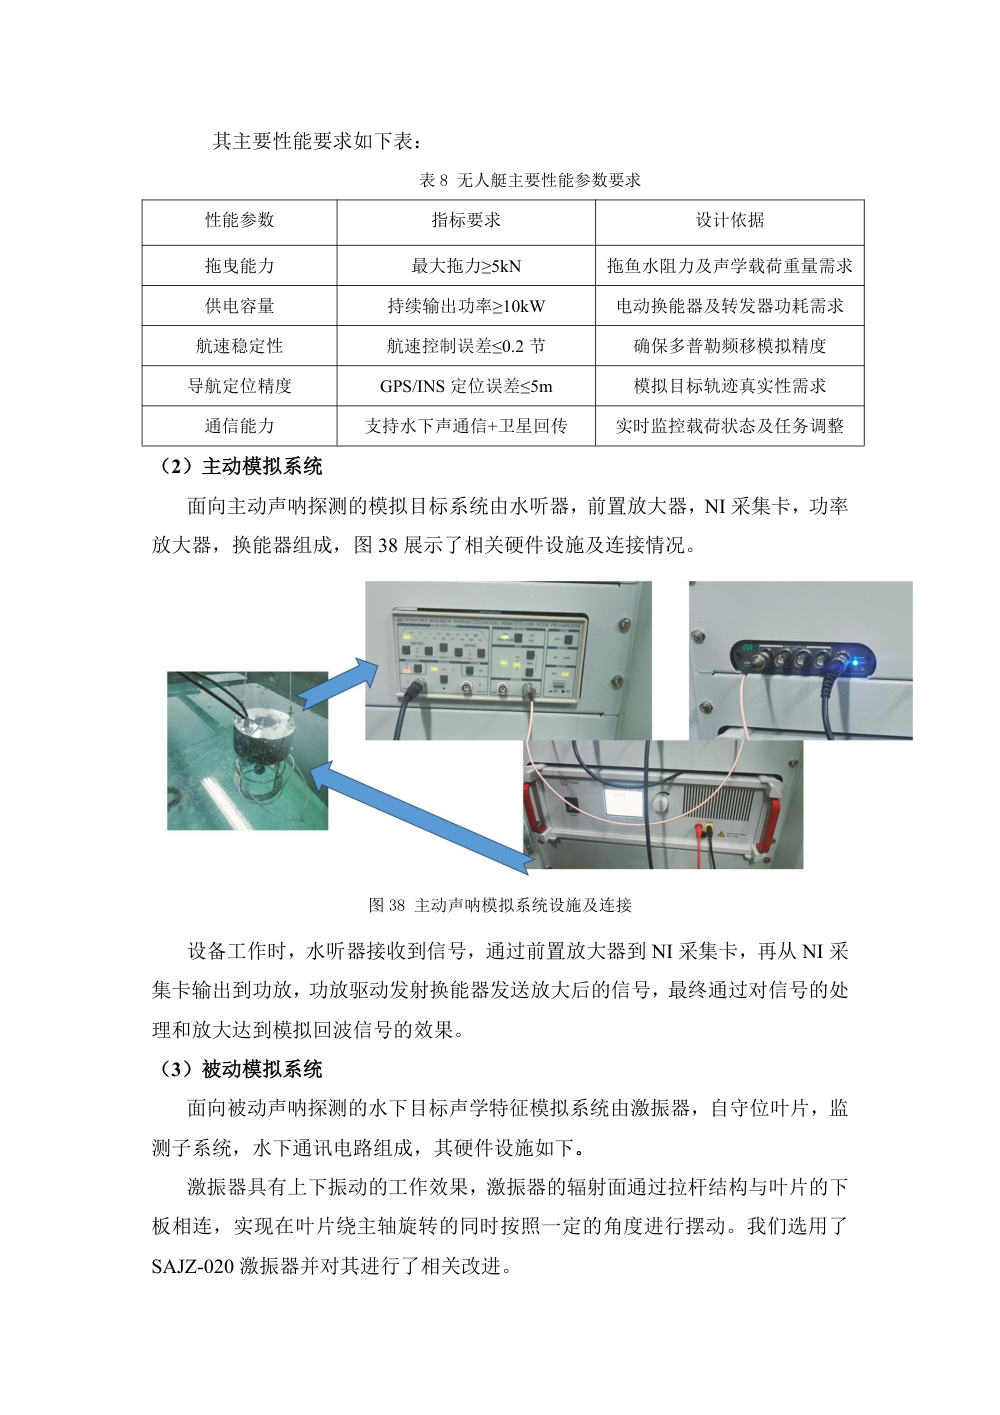 其主要性能要求如下表：
表 8 无人艇主要性能参数要求
性能参数 指标要求 设计依据
拖曳能力 最大拖力≥5kN 拖鱼水阻力及声学载荷重量需求
供电容量 持续输出功率≥10kW 电动换能器及转发器功耗需求
航速稳定性 航速控制误差≤0.2 节 确保多普勒频移模拟精度
导航定位精度 GPS/INS 定位误差≤5m 模拟目标轨迹真实性需求
通信能力 支持水下声通信+卫星回传 实时监控载荷状态及任务调整
（2）主动模拟系统
面向主动声呐探测的模拟目标系统由水听器，前置放大器，NI 采集卡，功率
放大器，换能器组成，图 38 展示了相关硬件设施及连接情况。
STANFORD RESEARCH SYSTEMS
图 38 主动声呐模拟系统设施及连接
设备工作时，水听器接收到信号，通过前置放大器到 NI 采集卡，再从 NI 采
集卡输出到功放，功放驱动发射换能器发送放大后的信号，最终通过对信号的处
理和放大达到模拟回波信号的效果。
（3）被动模拟系统
面向被动声呐探测的水下目标声学特征模拟系统由激振器，自守位叶片，监
测子系统，水下通讯电路组成，其硬件设施如下。
激振器具有上下振动的工作效果，激振器的辐射面通过拉杆结构与叶片的下
板相连，实现在叶片绕主轴旋转的同时按照一定的角度进行摆动。我们选用了
SAJZ-020 激振器并对其进行了相关改进。